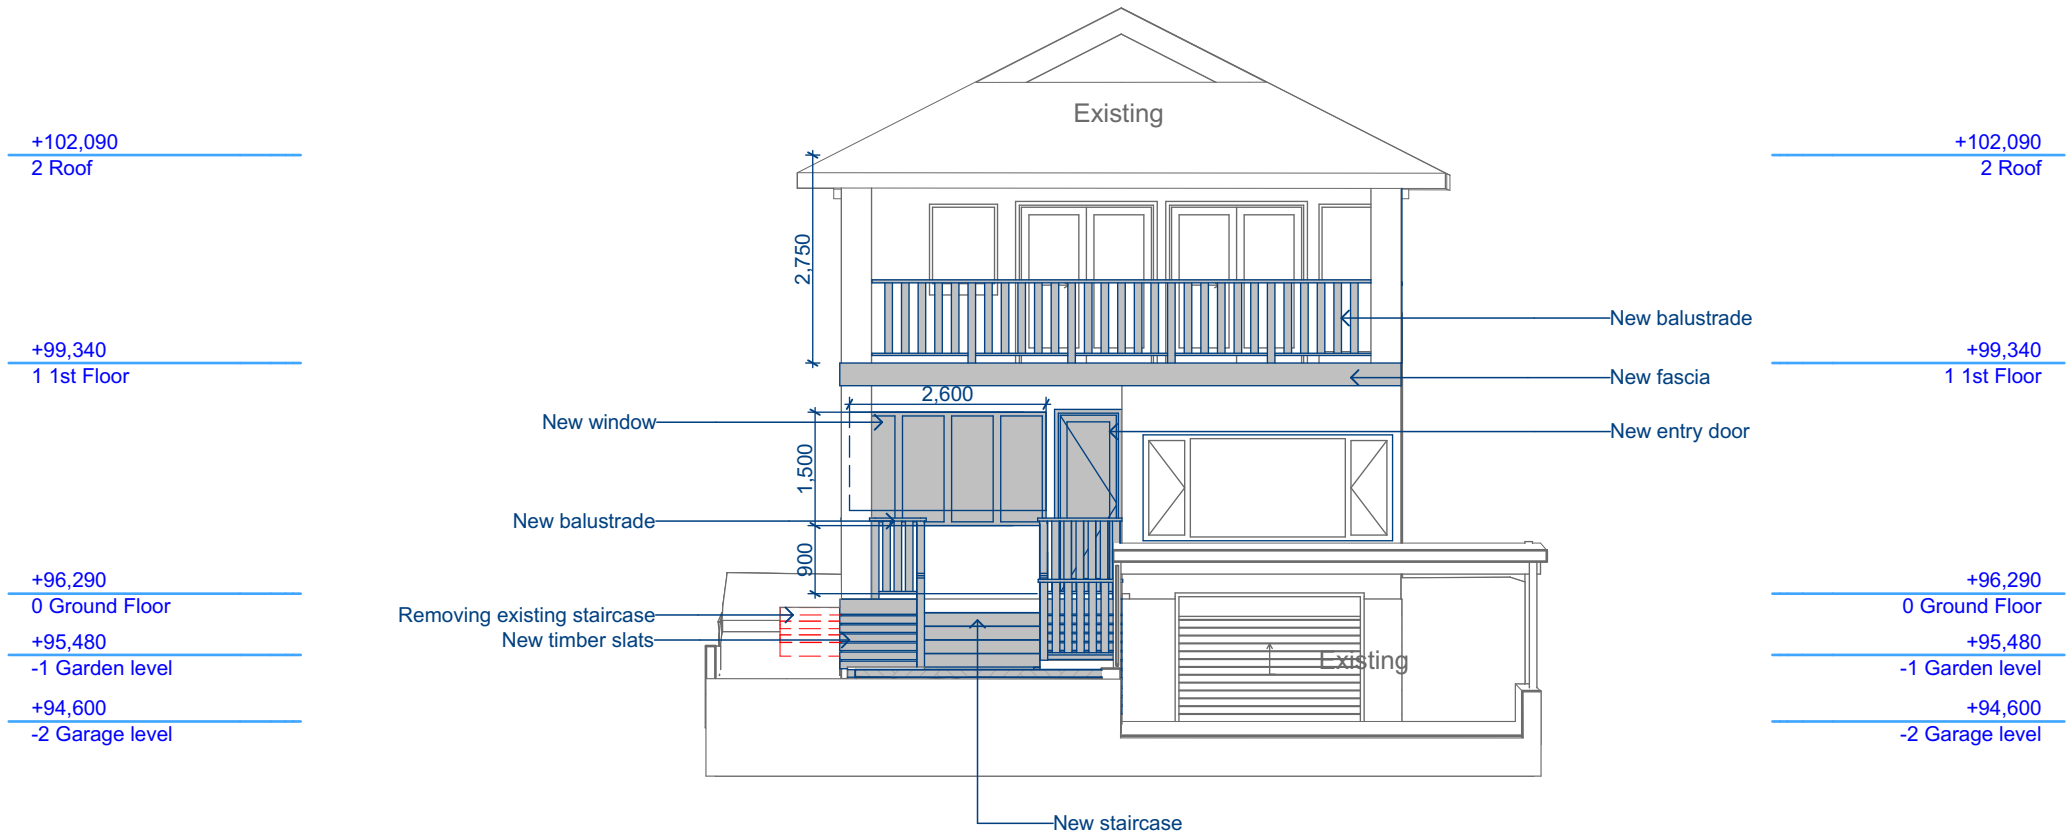 Existing
+102,090
2 Roof
+102,090
2 Roof
2,750
New balustrade
+99,340
1 1st Floor
+99,340
1 1st Floor
New fascia
2,600
New window
New entry door
1,500
New balustrade
900
+96,290
0 Ground Floor
+96,290
0 Ground Floor
Removing existing staircase
New timber slats
+95,480
-1 Garden level
Existing
+95,480
-1 Garden level
+94,600
-2 Garage level
+94,600
-2 Garage level
New staircase